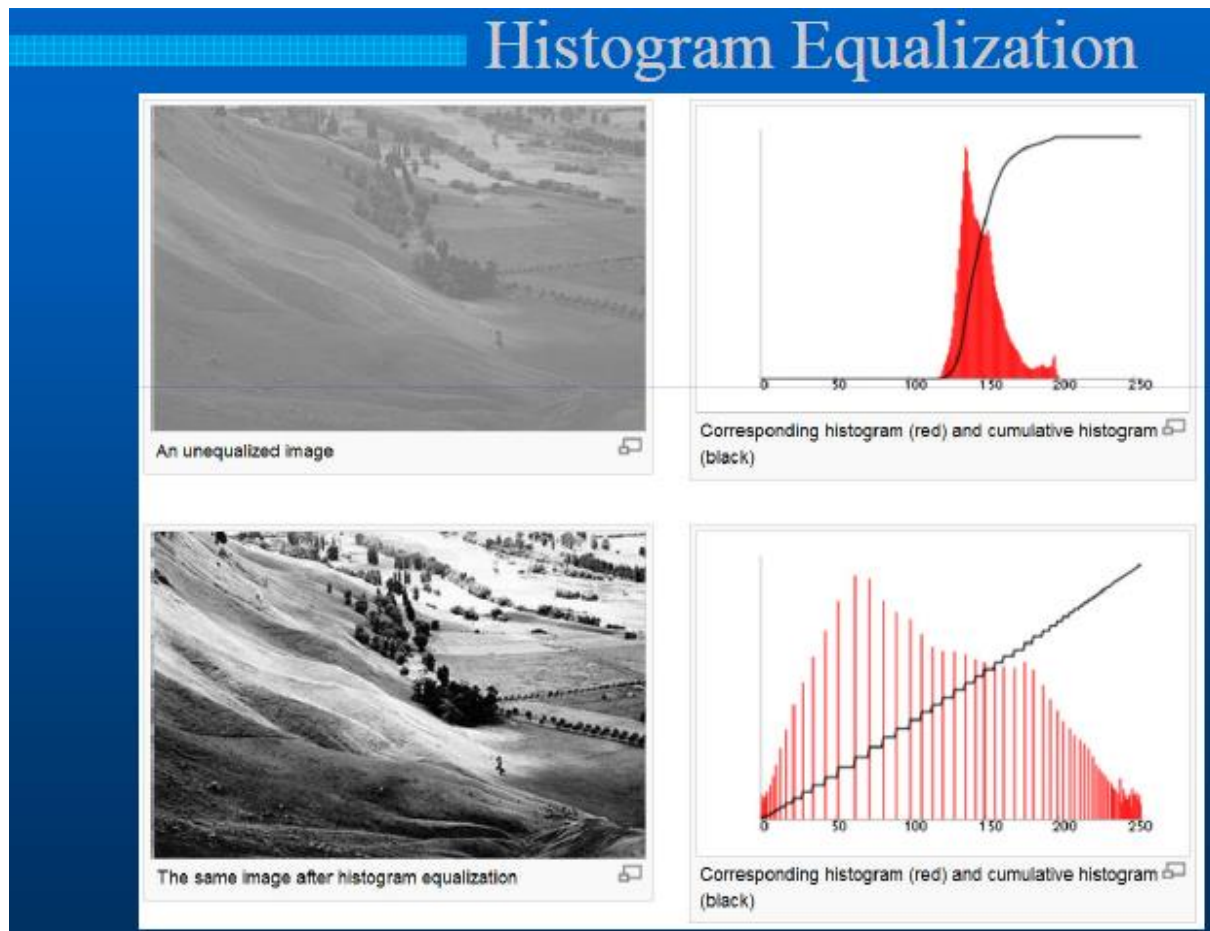 Histogram Equalization
0 50 100 150 200 250
An unequalized image
Corresponding histogram (red) and cumulative histogram
(black)
0 50 100 150 200 250
The same image after histogram equalization
Corresponding histogram (red) and cumulative histogram
(black)